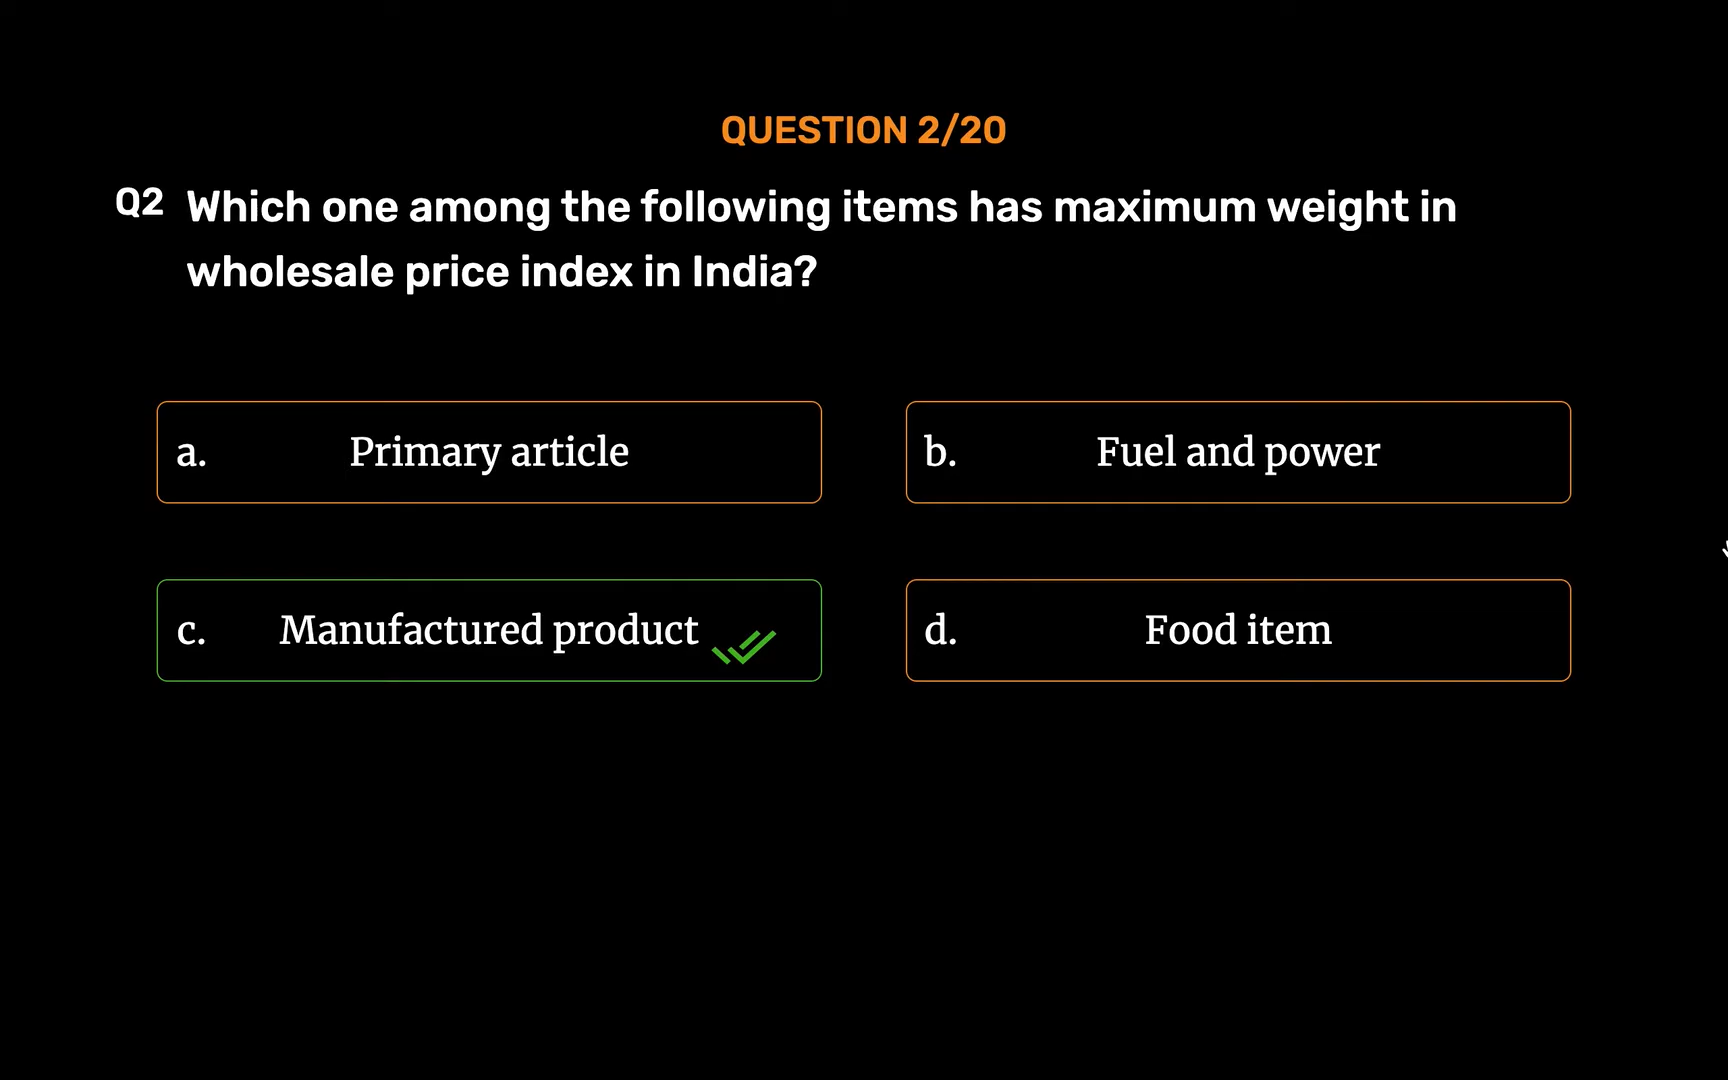 QUESTION 2/20
Q2 Which one among the following items has maximum weight in
wholesale price index in India?
a. Primary article
b. Fuel and power
c. Manufactured product
d. Food item